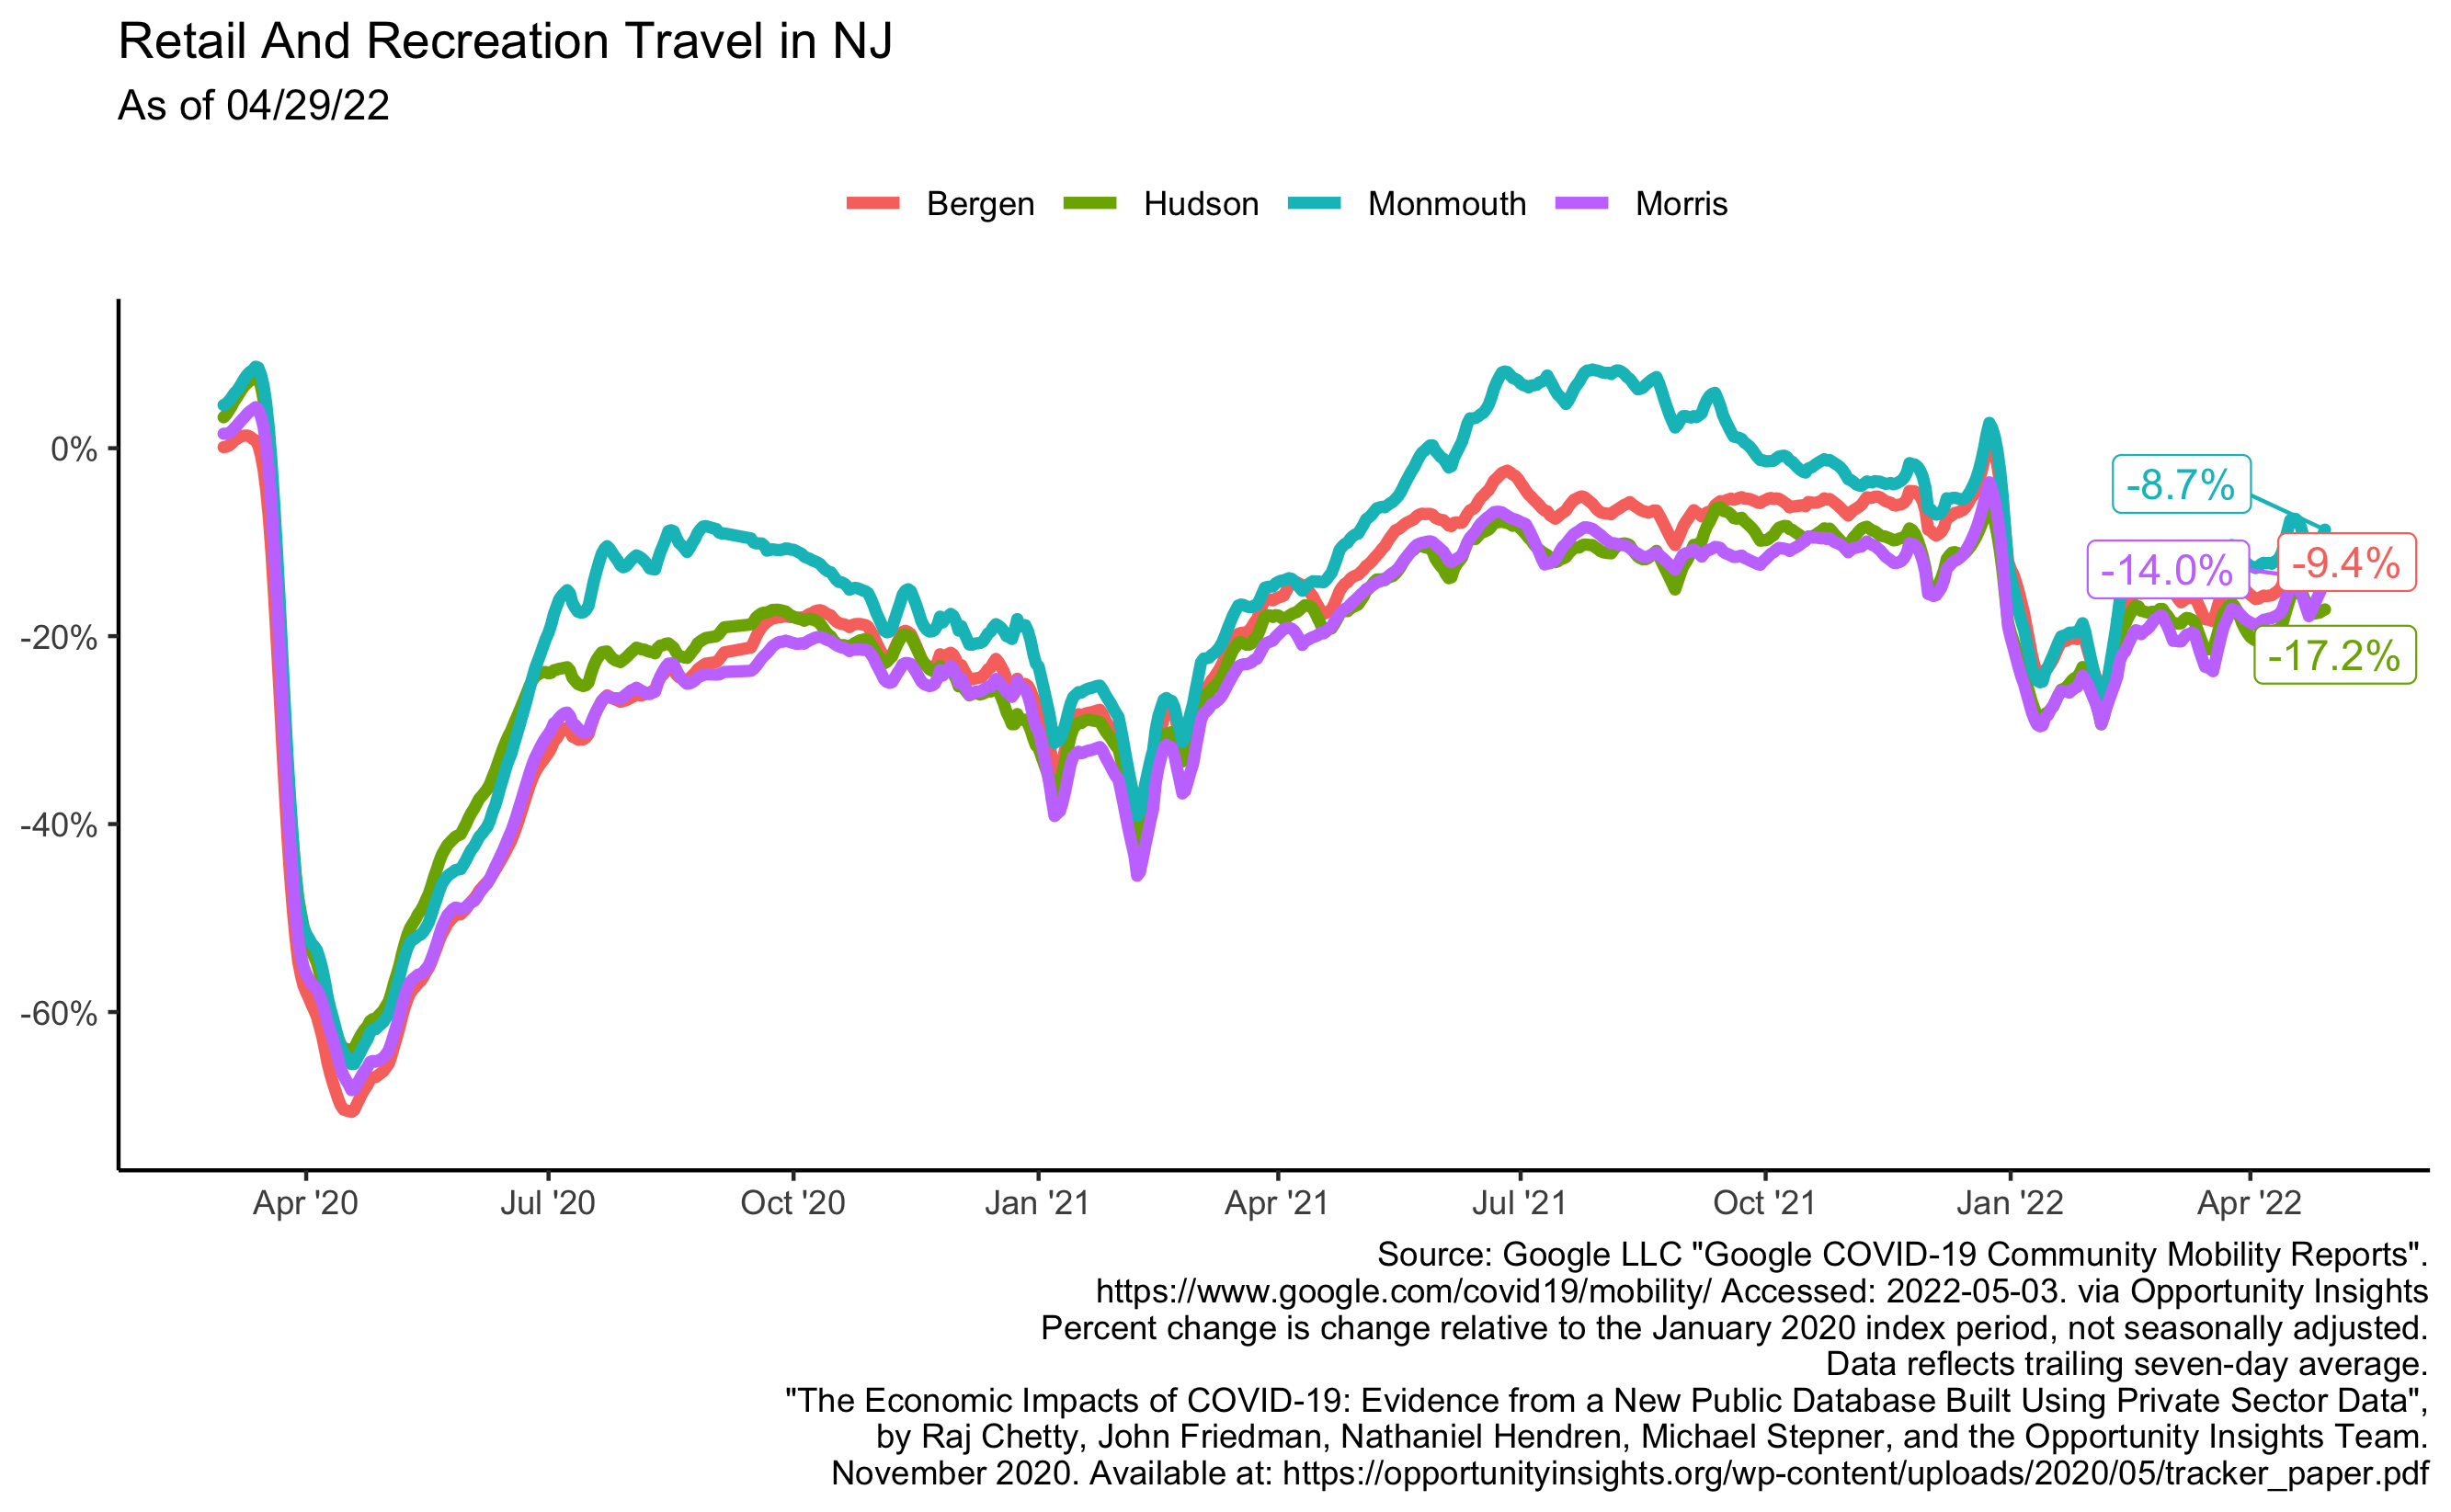 Retail And Recreation Travel in NJ
As of 04/29/22
Bergen Hudson Monmouth Morris
0%
-20%
-40%
-60%
-8.7%
-9.4%
-14.0%
-17.2%
Apr '20 Jul '20 Oct '20 Jan '21 Apr '21 Jul '21 Oct '21 Jan '22 Apr '22
Source: Google LLC "Google COVID-19 Community Mobility Reports".
https://www.google.com/covid19/mobility/ Accessed: 2022-05-03. via Opportunity Insights
Percent change is change relative to the January 2020 index period, not seasonally adjusted.
Data reflects trailing seven-day average.
"The Economic Impacts of COVID-19: Evidence from a New Public Database Built Using Private Sector Data",
by Raj Chetty, John Friedman, Nathaniel Hendren, Michael Stepner, and the Opportunity Insights Team.
November 2020. Available at: https://opportunityinsights.org/wp-content/uploads/2020/05/tracker_paper.pdf